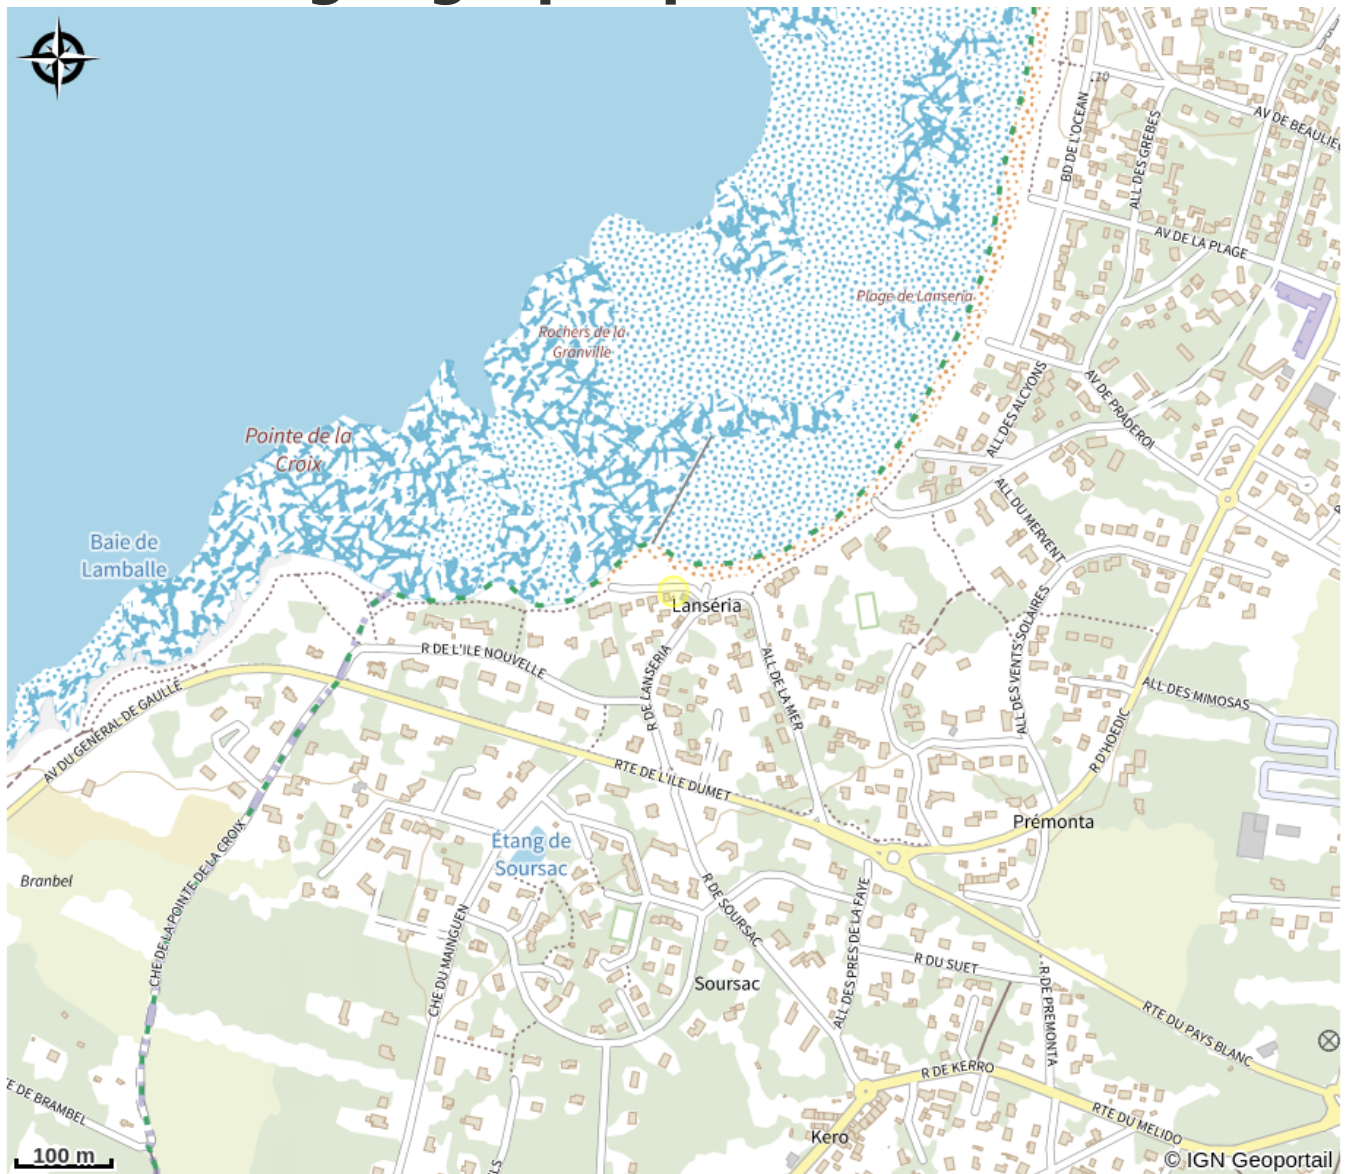 10
AV DE BEAULIEU
BD DE L'OCEAN
ALL DES GREBES
AV DE LA PLAGE
Plage de Lanseria
Rochers de la
Granville
ALL DES ALCYONS
AV DE PRADEROI
Pointe de la
Croix
ALL DU MERVENT
Baie de
Lamballe
Lanséria
ALL DES VENTS SOLAIRES
R DE L'ILE NOUVELLE
R DE LANSERIA
ALL DE LA MER
ALL DES MIMOSAS
AV DU GENERAL DE GAULLE
R D'HOEDIC
RTE DE L'ILE DUMET
Prémonta
Étang de
Soursac
Branbel
CHE DE LA POINTE DE LA CROIX
R DE SOURSAC
ALL DES PRES DE LA FAYE
CHE DU MAINGUEN
R DU SUET
Soursac
R DE PREMONTA
RTE DU PAYS BLANC
R DE KERRO
E DE BRAMBEL
RTE DU MELIDO
Kero
LS
100 m
© IGN Geoportail